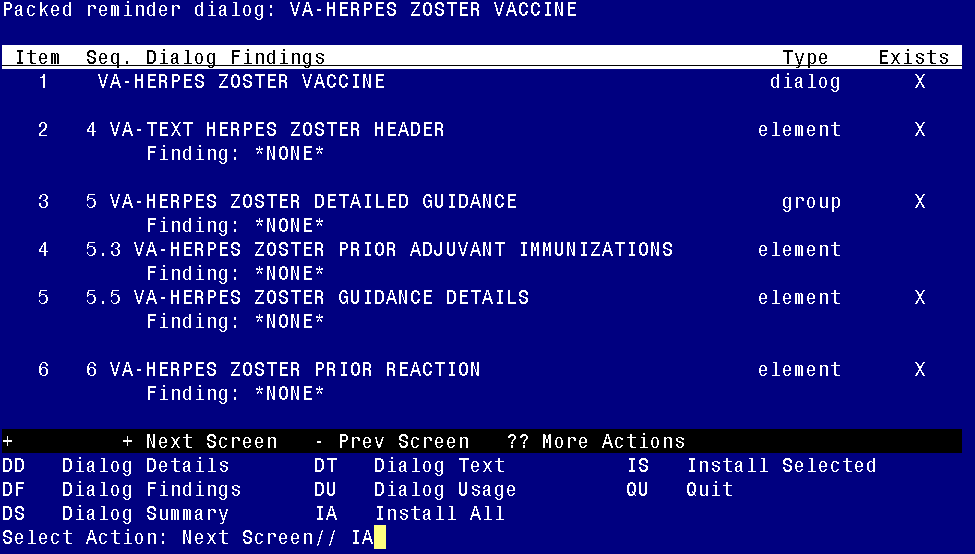 Packed reminder dialog: VA-HERPES ZOSTER VACCINE
Item Seq. Dialog Findings Type Exists
1 VA-HERPES ZOSTER VACCINE dialog X
2 4 VA-TEXT HERPES ZOSTER HEADER element X
Finding: *NONE*
3 5 VA-HERPES ZOSTER DETAILED GUIDANCE group X
Finding: *NONE*
4 5.3 VA-HERPES ZOSTER PRIOR ADJUVANT IMMUNIZATIONS element
Finding: *NONE*
5 5.5 VA-HERPES ZOSTER GUIDANCE DETAILS element X
Finding: *NONE*
6 6 VA-HERPES ZOSTER PRIOR REACTION element X
Finding: *NONE*
+ + Next Screen - Prev Screen ?? More Actions
DD Dialog Details DT Dialog Text IS Install Selected
DF Dialog Findings DU Dialog Usage QU Quit
DS Dialog Summary IA Install All
Select Action: Next Screen// IA